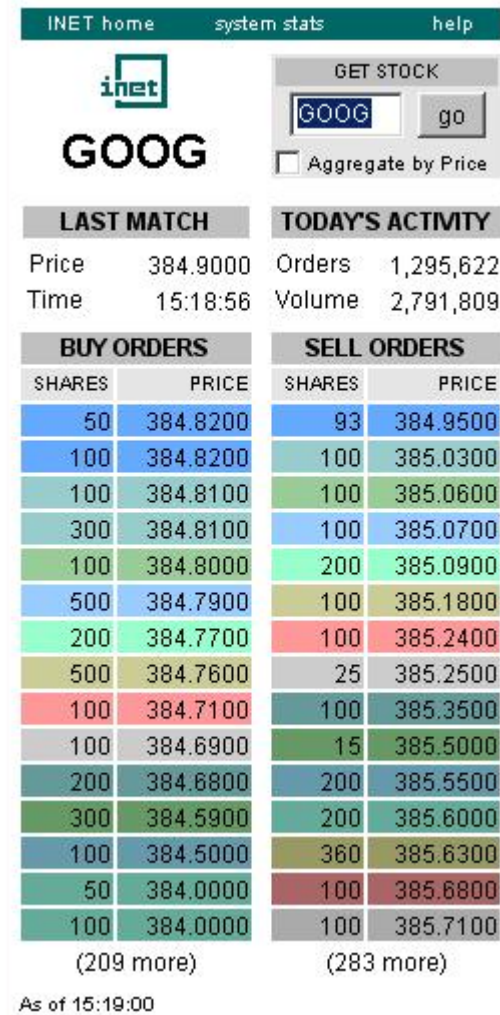 INET home system stats help
inet
GOOG
GET STOCK
GOOG go
Aggregate by Price
LAST MATCH
Price 384.9000
Time 15:18:56
TODAY'S ACTIVITY
Orders 1,295,622
Volume 2,791,809
BUY ORDERS
SHARES PRICE
50 384.8200
100 384.8200
100 384.8100
300 384.8100
100 384.8000
500 384.7900
200 384.7700
500 384.7600
100 384.7100
100 384.6900
200 384.6800
300 384.5900
100 384.5000
50 384.0000
100 384.0000
(209 more)
SELL ORDERS
SHARES PRICE
93 384.9500
100 385.0300
100 385.0600
100 385.0700
200 385.0900
100 385.1800
100 385.2400
25 385.2500
100 385.3500
15 385.5000
200 385.5500
200 385.6000
360 385.6300
100 385.6800
100 385.7100
(283 more)
As of 15:19:00